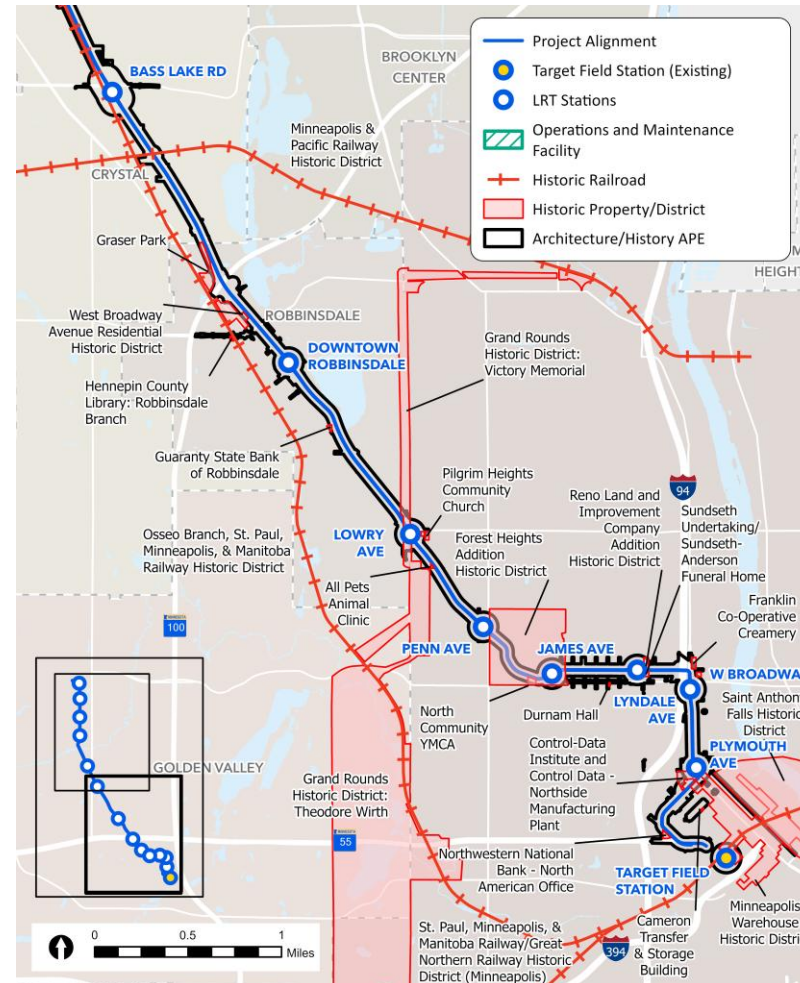 BASS LAKE RD
BROOKLYN
CENTER
Project Alignment
Target Field Station (Existing)
LRT Stations
Operations and Maintenance
Facility
Historic Railroad
Historic Property/District
Architecture/History APE
Minneapolis &
Pacific Railway
Historic District
CRYSTAL
M
HEIGHT
Graser Park
West Broadway
Avenue Residential
Historic District
ROBBINSDALE
DOWNTOWN
ROBBINSDALE
Grand Rounds
Historic District:
Victory Memorial
Hennepin County
Library: Robbinsdale
Branch
Guaranty State Bank
of Robbinsdale
Pilgrim Heights
Community
Church
Reno Land and
Improvement
Company
Addition
Historic District
94
Sundseth
Undertaking/
Sundseth-
Anderson
Funeral Home
Osseo Branch, St. Paul,
Minneapolis, & Manitoba
Railway Historic District
LOWRY
AVE
Forest Heights
Addition
Historic District
All Pets
Animal
Clinic
Franklin
Co-Operative
Creamery
100
PENN AVE
JAMES AVE
W BROADWA
LYNDALE
AVE
North
Community
YMCA
Durnam Hall
Saint Anthony
Falls Historic
District
PLYMOUTH
AVE
Control-Data
Institute and
Control Data -
Northside
Manufacturing
Plant
GOLDEN VALLEY
Grand Rounds
Historic District:
Theodore Wirth
55
Northwestern National
Bank - North
American Office
TARGET FIELD
STATION
Minneapolis
Warehouse
Historic Distri
St. Paul, Minneapolis, &
Manitoba Railway/Great
Northern Railway Historic
District (Minneapolis)
394
Cameron
Transfer
& Storage
Building
0 0.5 1
Miles